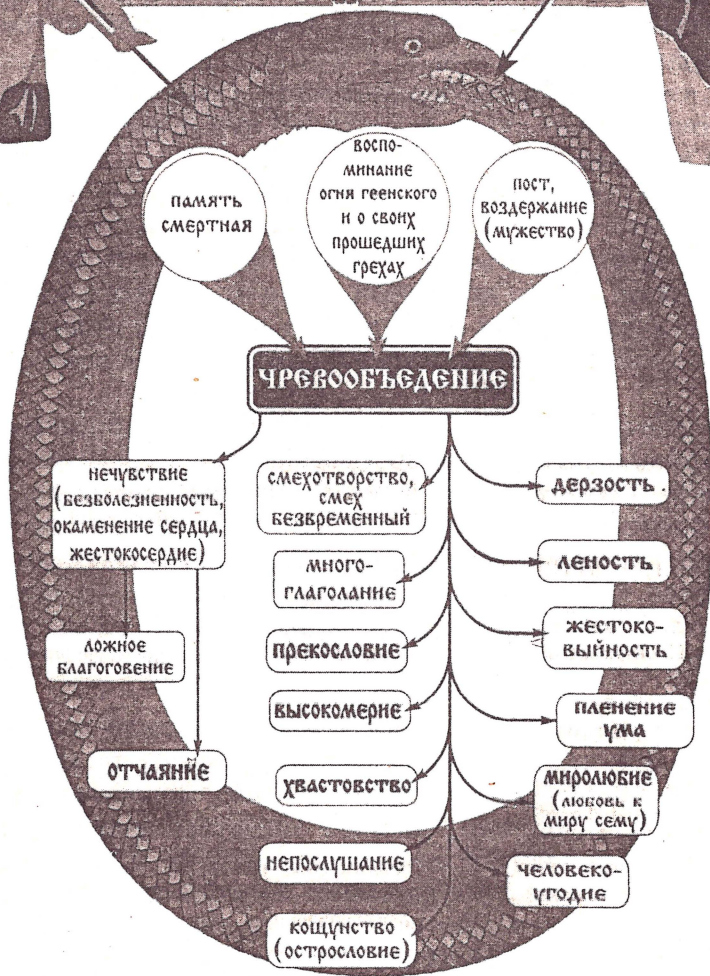 память
смертная
воспо-
минание
огня геенского
и о своих
прошедших
грехах
пост,
воздержание
(мужество)
ЧРЕВООБЪЕДЕНИЕ
нечувствие
(безболезненность,
окаменение сердца,
жестокосердие)
ложное
благоговение
отчаяние
смехотворство,
смех
безвременный
много-
глаголание
прекословие
высокомерие
хвастовство
непослушание
кощунство
(острословие)
дерзость
леность
жестоко-
выйность
пленение
ума
миролюбие
(любовь к
миру сему)
человеко-
угодие